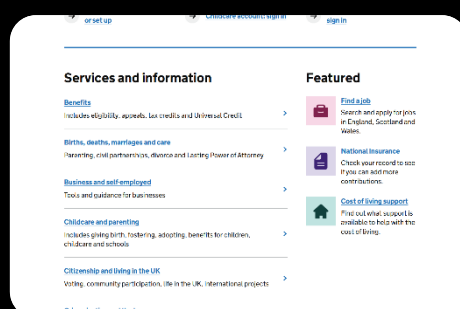 or set up
Childcare account: sign in
sign in
Services and information
Featured
Benefits
Includes eligibility, appeals, tax credits and Universal Credit
Births, deaths, marriages and care
Parenting, civil partnerships, divorce and Lasting Power of Attorney
Business and self-employed
Tools and guidance for businesses
Childcare and parenting
Includes giving birth, fostering, adopting, benefits for children,
childcare and schools
Citizenship and living in the UK
Voting, community participation, life in the UK, international projects
Find a job
Search and apply for jobs
in England, Scotland and
Wales.
National Insurance
Check your record to see
if you can add more
contributions.
Cost of living support
Find out what support is
available to help with the
cost of living.